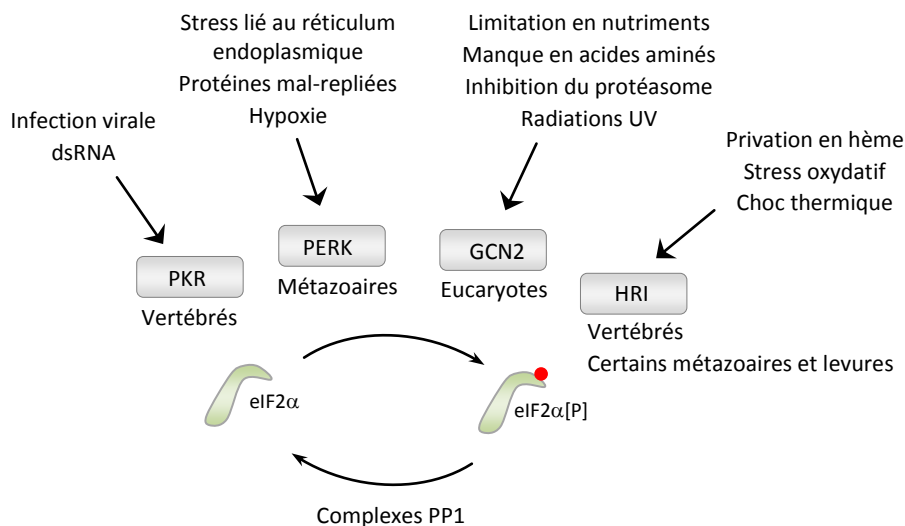 Stress lié au réticulum
endoplasmique
Protéines mal-repliées
Hypoxie
Limitation en nutriments
Manque en acides aminés
Inhibition du protéasome
Radiations UV
Infection virale
dsRNA
Privation en hème
Stress oxydatif
Choc thermique
PKR
Vertébrés
PERK
Métazoaires
GCN2
Eucaryotes
HRI
Vertébrés
Certains métazoaires et levures
eIF2α
eIF2α[P]
Complexes PP1